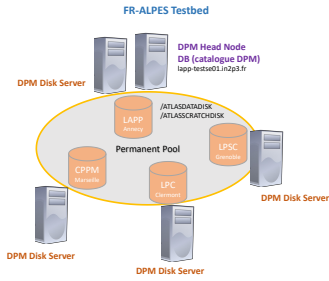 FR-ALPES Testbed
DPM Head Node
DB (catalogue DPM)
lapp-testse01.in2p3.fr
DPM Disk Server
/ATLASDATADISK
/ATLASSCRATCHDISK
LAPP
Annecy
Permanent Pool
LPSC
Grenoble
CPPM
Marseille
LPC
Clermont
DPM Disk Server
DPM Disk Server
DPM Disk Server